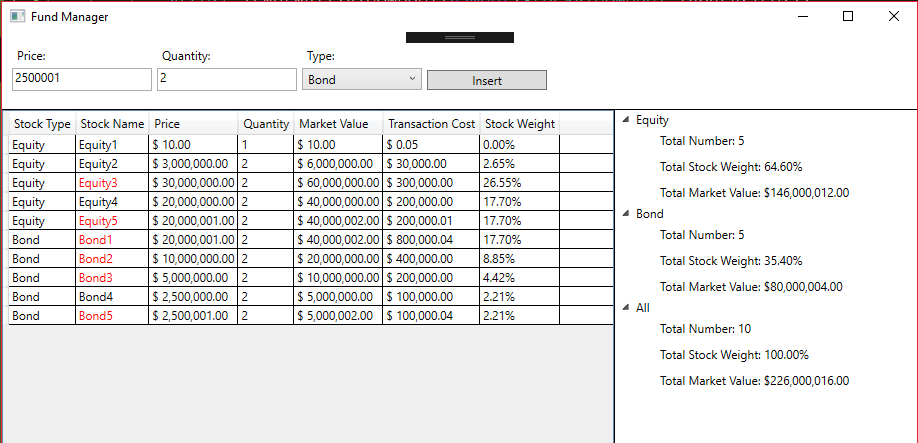 Fund Manager
Price: Quantity: Type:
2500001 2 Bond Insert
Stock Type Stock Name Price Quantity Market Value Transaction Cost Stock Weight
Equity Equity1 $ 10.00 1 $ 10.00 $ 0.05 0.00%
Equity Equity2 $ 3,000,000.00 2 $ 6,000,000.00 $ 30,000.00 2.65%
Equity Equity3 $ 30,000,000.00 2 $ 60,000,000.00 $ 300,000.00 26.55%
Equity Equity4 $ 20,000,000.00 2 $ 40,000,000.00 $ 200,000.00 17.70%
Equity Equity5 $ 20,000,001.00 2 $ 40,000,002.00 $ 200,000.01 17.70%
Bond Bond1 $ 20,000,001.00 2 $ 40,000,002.00 $ 800,000.04 17.70%
Bond Bond2 $ 10,000,000.00 2 $ 20,000,000.00 $ 400,000.00 8.85%
Bond Bond3 $ 5,000,000.00 2 $ 10,000,000.00 $ 200,000.00 4.42%
Bond Bond4 $ 2,500,000.00 2 $ 5,000,000.00 $ 100,000.00 2.21%
Bond Bond5 $ 2,500,001.00 2 $ 5,000,002.00 $ 100,000.04 2.21%
Equity
Total Number: 5
Total Stock Weight: 64.60%
Total Market Value: $146,000,012.00
Bond
Total Number: 5
Total Stock Weight: 35.40%
Total Market Value: $80,000,004.00
All
Total Number: 10
Total Stock Weight: 100.00%
Total Market Value: $226,000,016.00